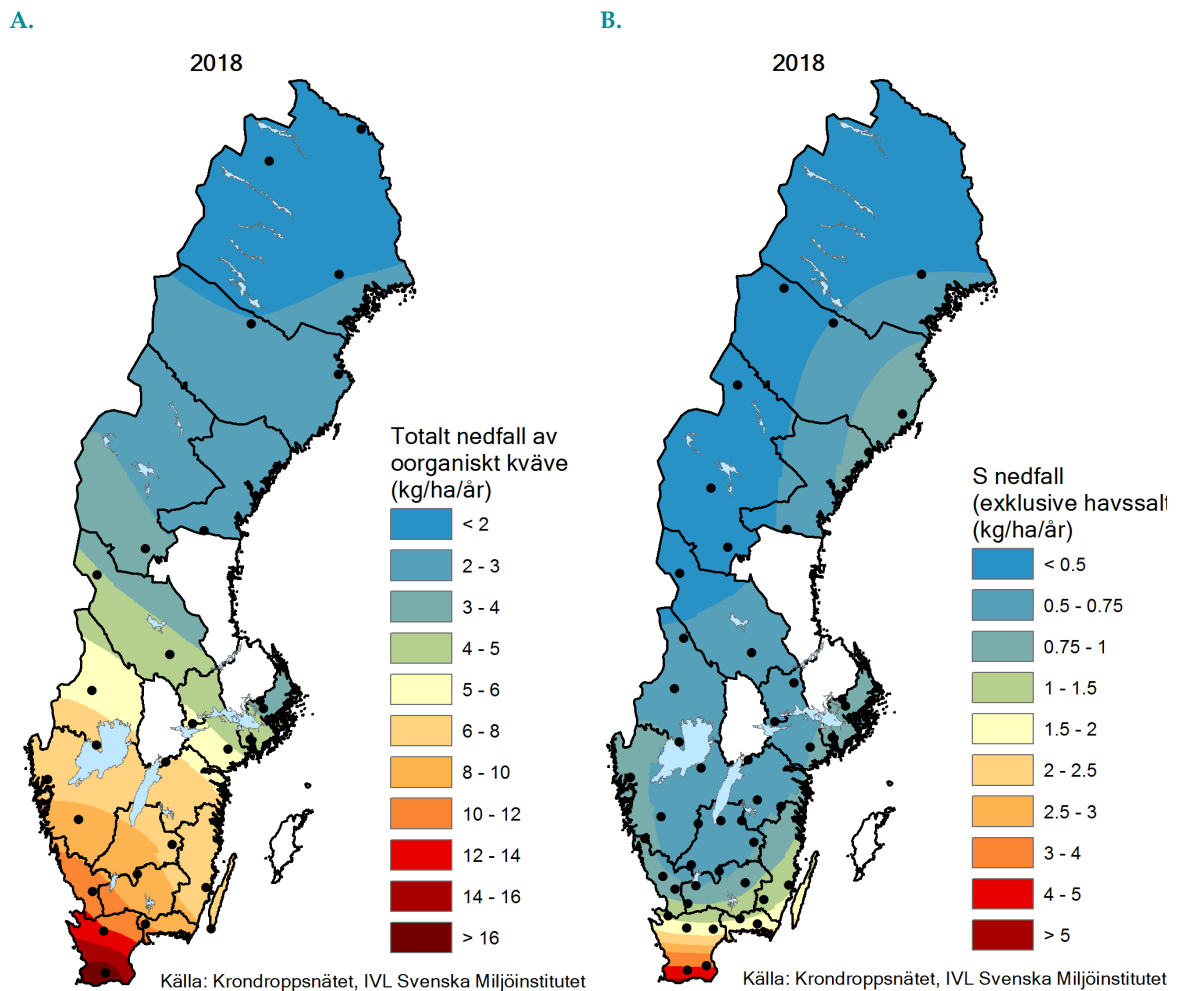 A.
B.
2018
2018
Totalt nedfall av
oorganiskt kväve
(kg/ha/år)
< 2
2 - 3
3 - 4
4 - 5
5 - 6
6 - 8
8 - 10
10 - 12
12 - 14
14 - 16
> 16
S nedfall
(exklusive havssalt
(kg/ha/år)
< 0.5
0.5 - 0.75
0.75 - 1
1 - 1.5
1.5 - 2
2 - 2.5
2.5 - 3
3 - 4
4 - 5
> 5
Källa: Krondroppsnätet, IVL Svenska Miljöinstitutet
Källa: Krondroppsnätet, IVL Svenska Miljöinstitutet